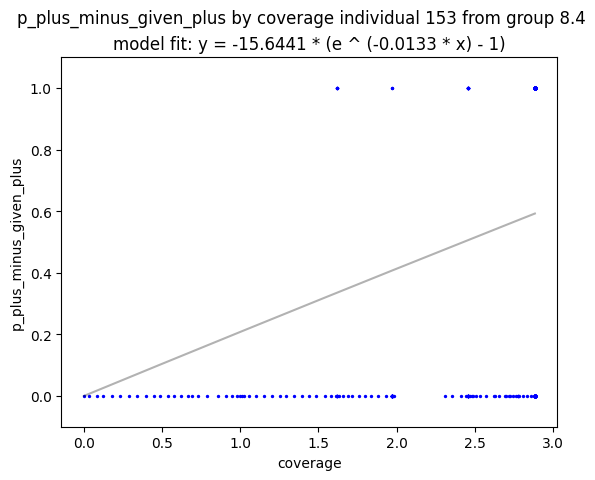 p_plus_minus_given_plus by coverage individual 153 from group 8.4
model fit: y = -15.6441 * (e ^ (-0.0133 * x) - 1)
1.0
0.8
0.6
0.4
0.2
0.0
p_plus_minus_given_plus
0.0 0.5 1.0 1.5 2.0 2.5 3.0
coverage